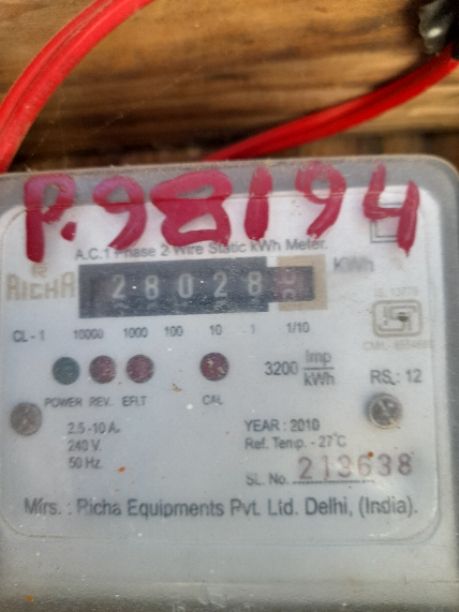 P.98194
A.C.1 Phase 2 Wire Static kWh Meter.
RICHA
28028
KWh
CL-1 10000 1000 100 10 1 1/10
3200 Imp/kWh
RS.: 12
POWER REV. EFLT CAL
2.5-10 A.
240 V.
50 Hz.
YEAR : 2010
Ref. Temp. -27°C
SL. No. 213638
Mfrs. : Richa Equipments Pvt. Ltd. Delhi, (India).